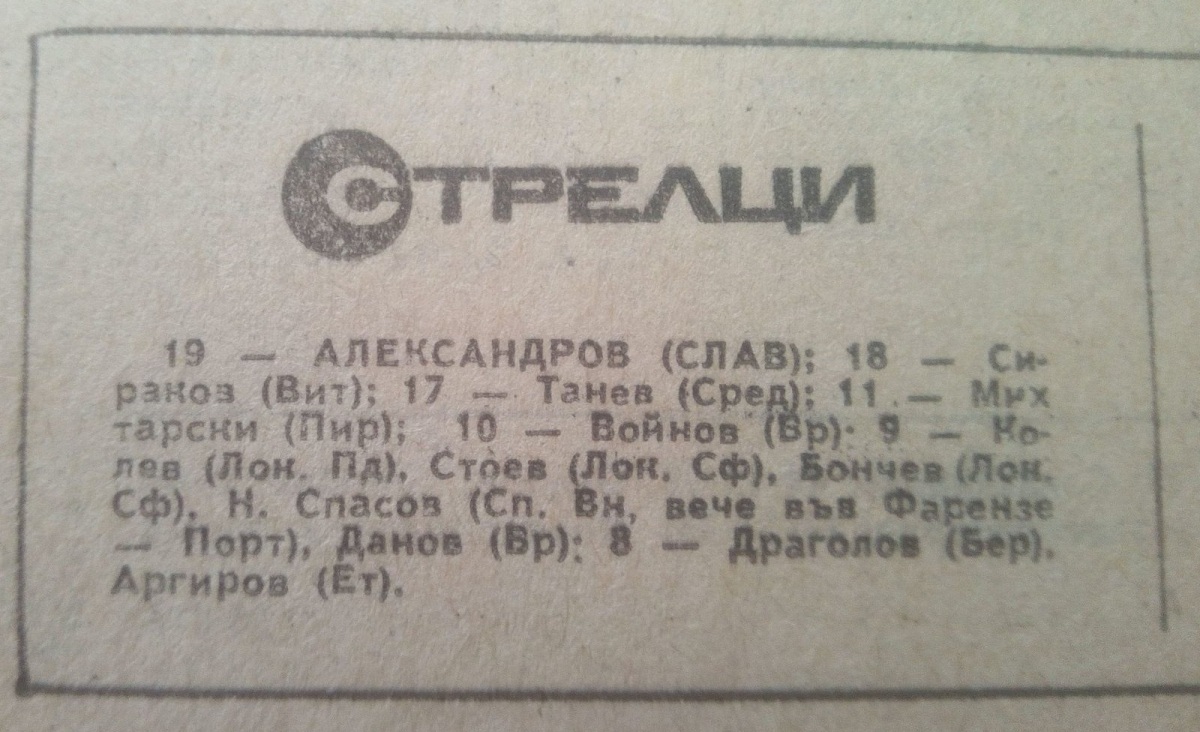 СТРЕЛЦИ
19 — АЛЕКСАНДРОВ (СЛАВ); 18 — Си-
раков (Вит); 17 — Танев (Сред); 11 — Мих
тарски (Пир); 10 — Войнов (Вр); 9 — Ко-
лев (Лок. Пд), Стоев (Лок. Сф), Бончев (Лок.
Сф), Н. Спасов (Сп. Вн, вече във Фарензе
— Порт), Данов (Вр); 8 — Драголов (Бер),
Аргиров (Ет).